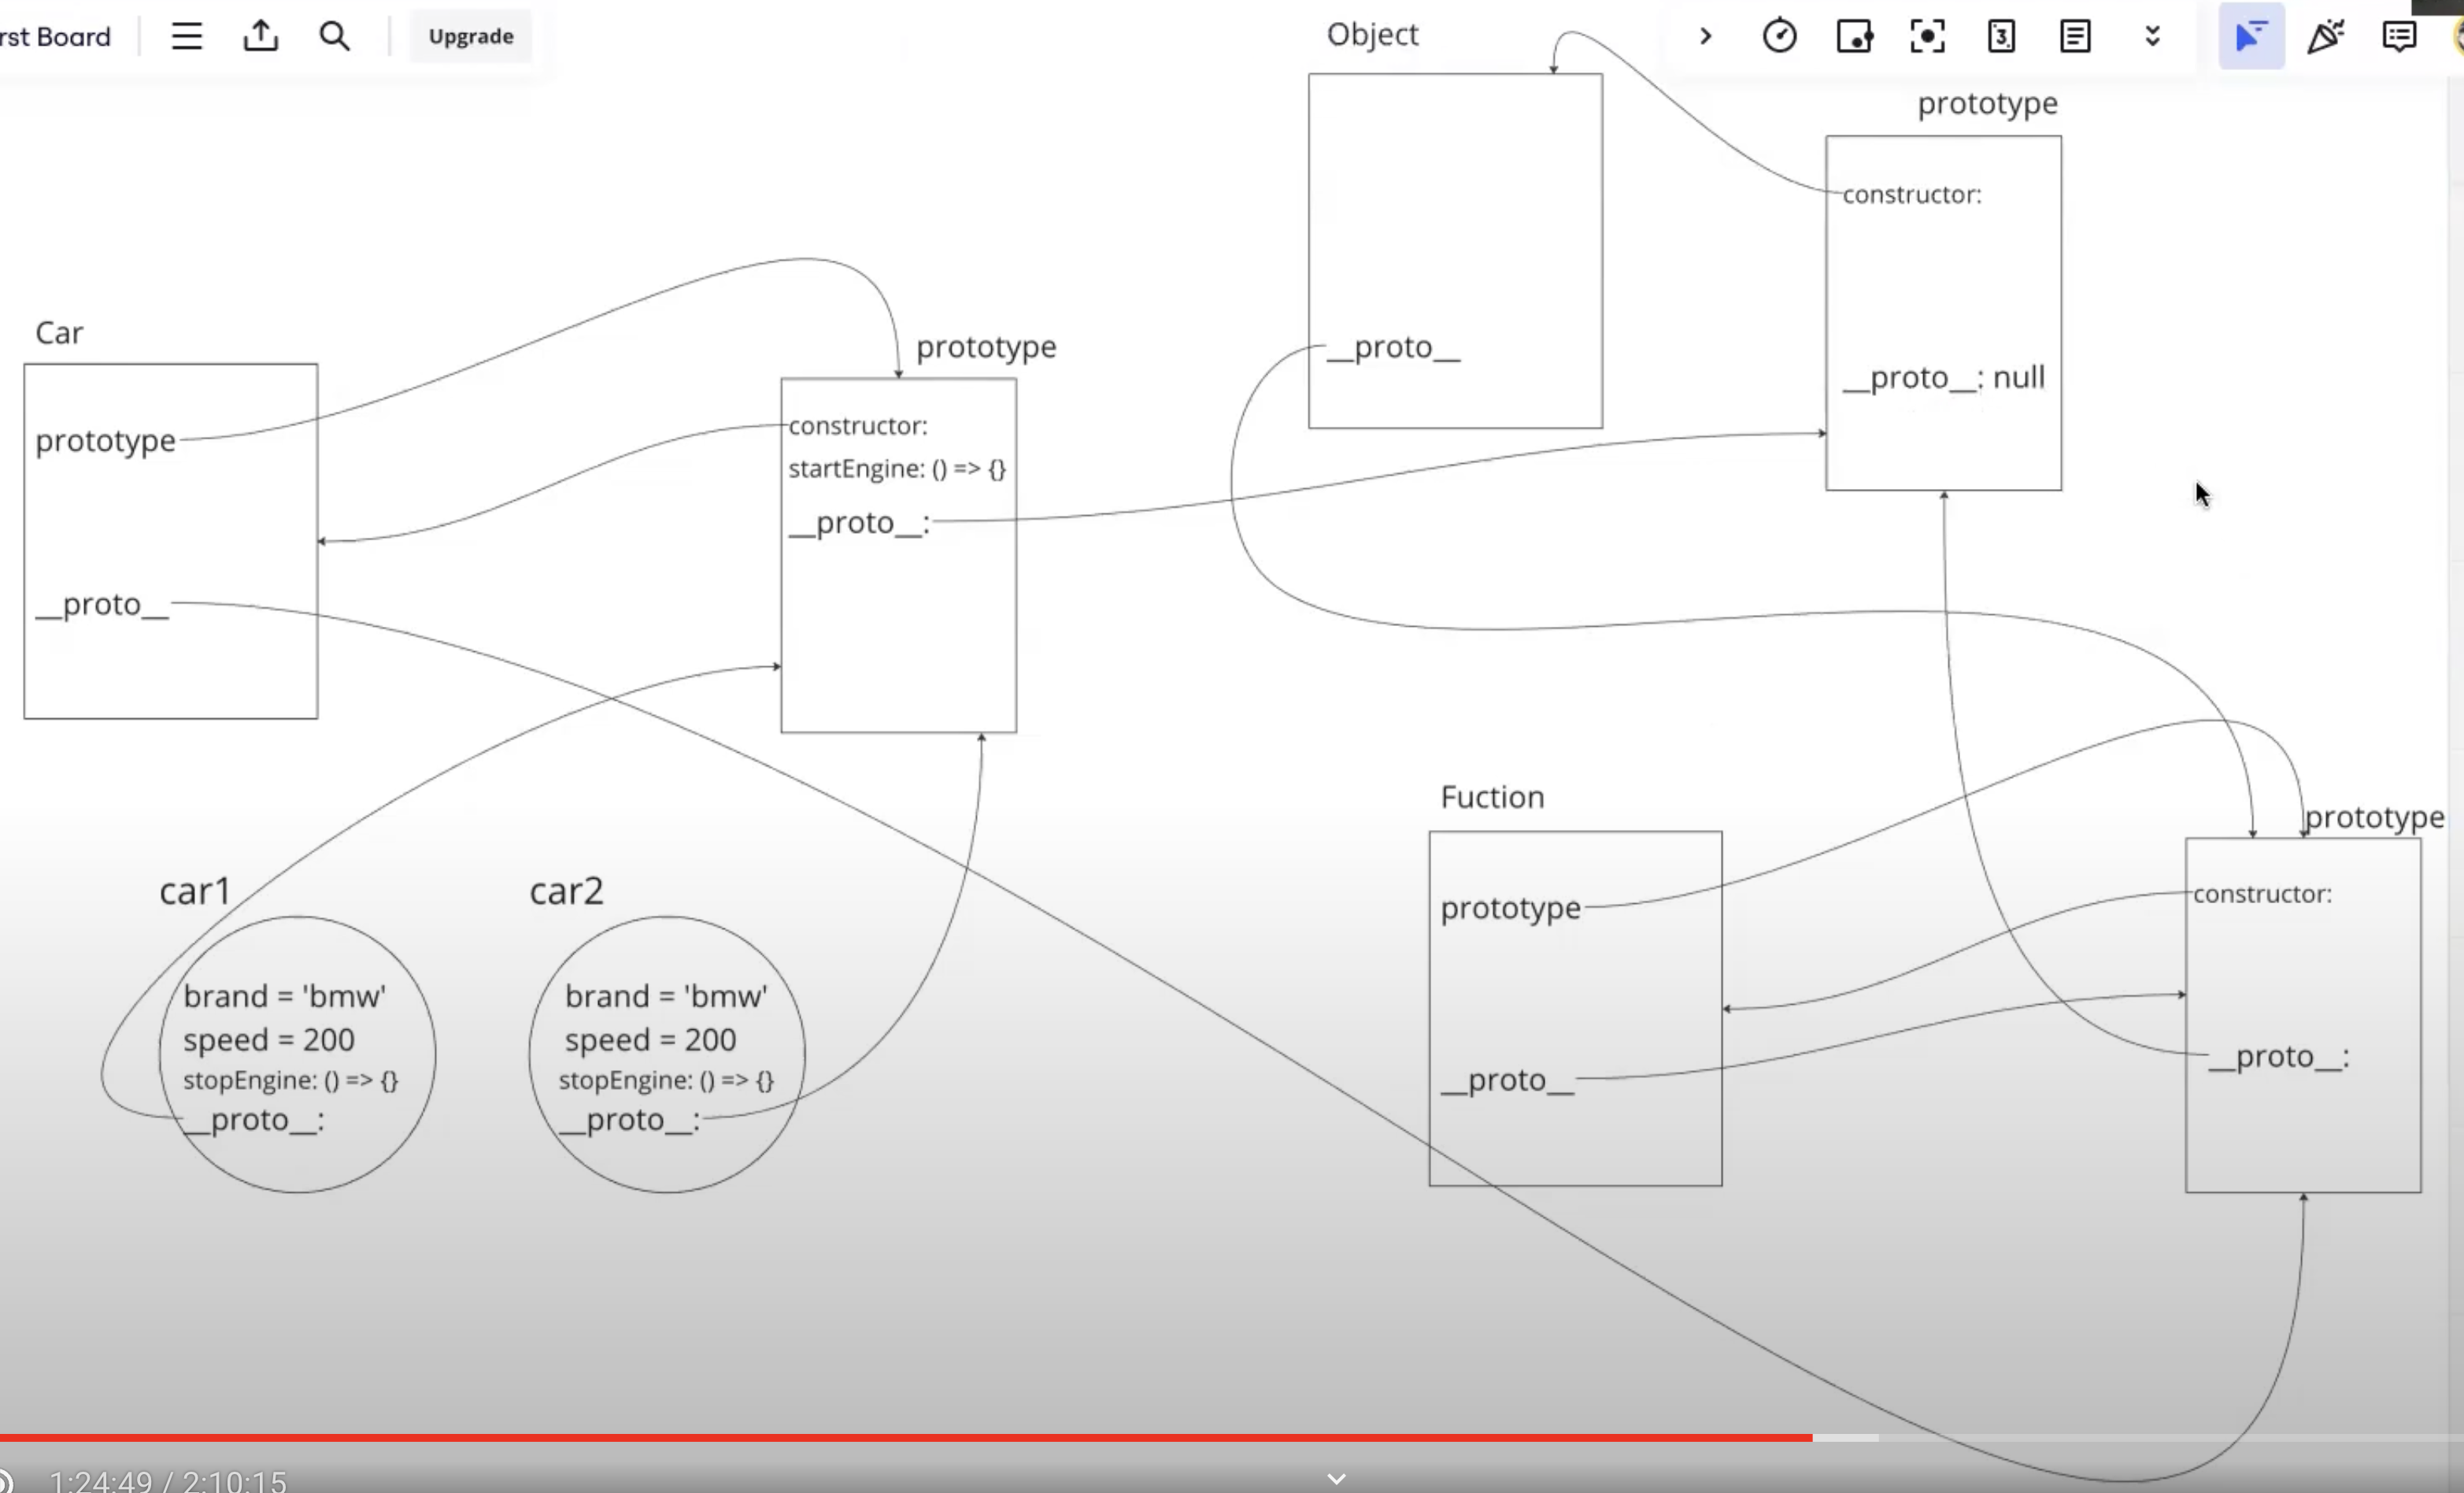 rst Board
Upgrade
Object
prototype
constructor:
__proto__: null
__proto__
Car
prototype
__proto__
prototype
constructor:
startEngine: () => {}
__proto__:
car1
brand = 'bmw'
speed = 200
stopEngine: () => {}
__proto__:
car2
brand = 'bmw'
speed = 200
stopEngine: () => {}
__proto__:
Fuction
prototype
__proto__
prototype
constructor:
__proto__:
1:24:49 / 2:10:15